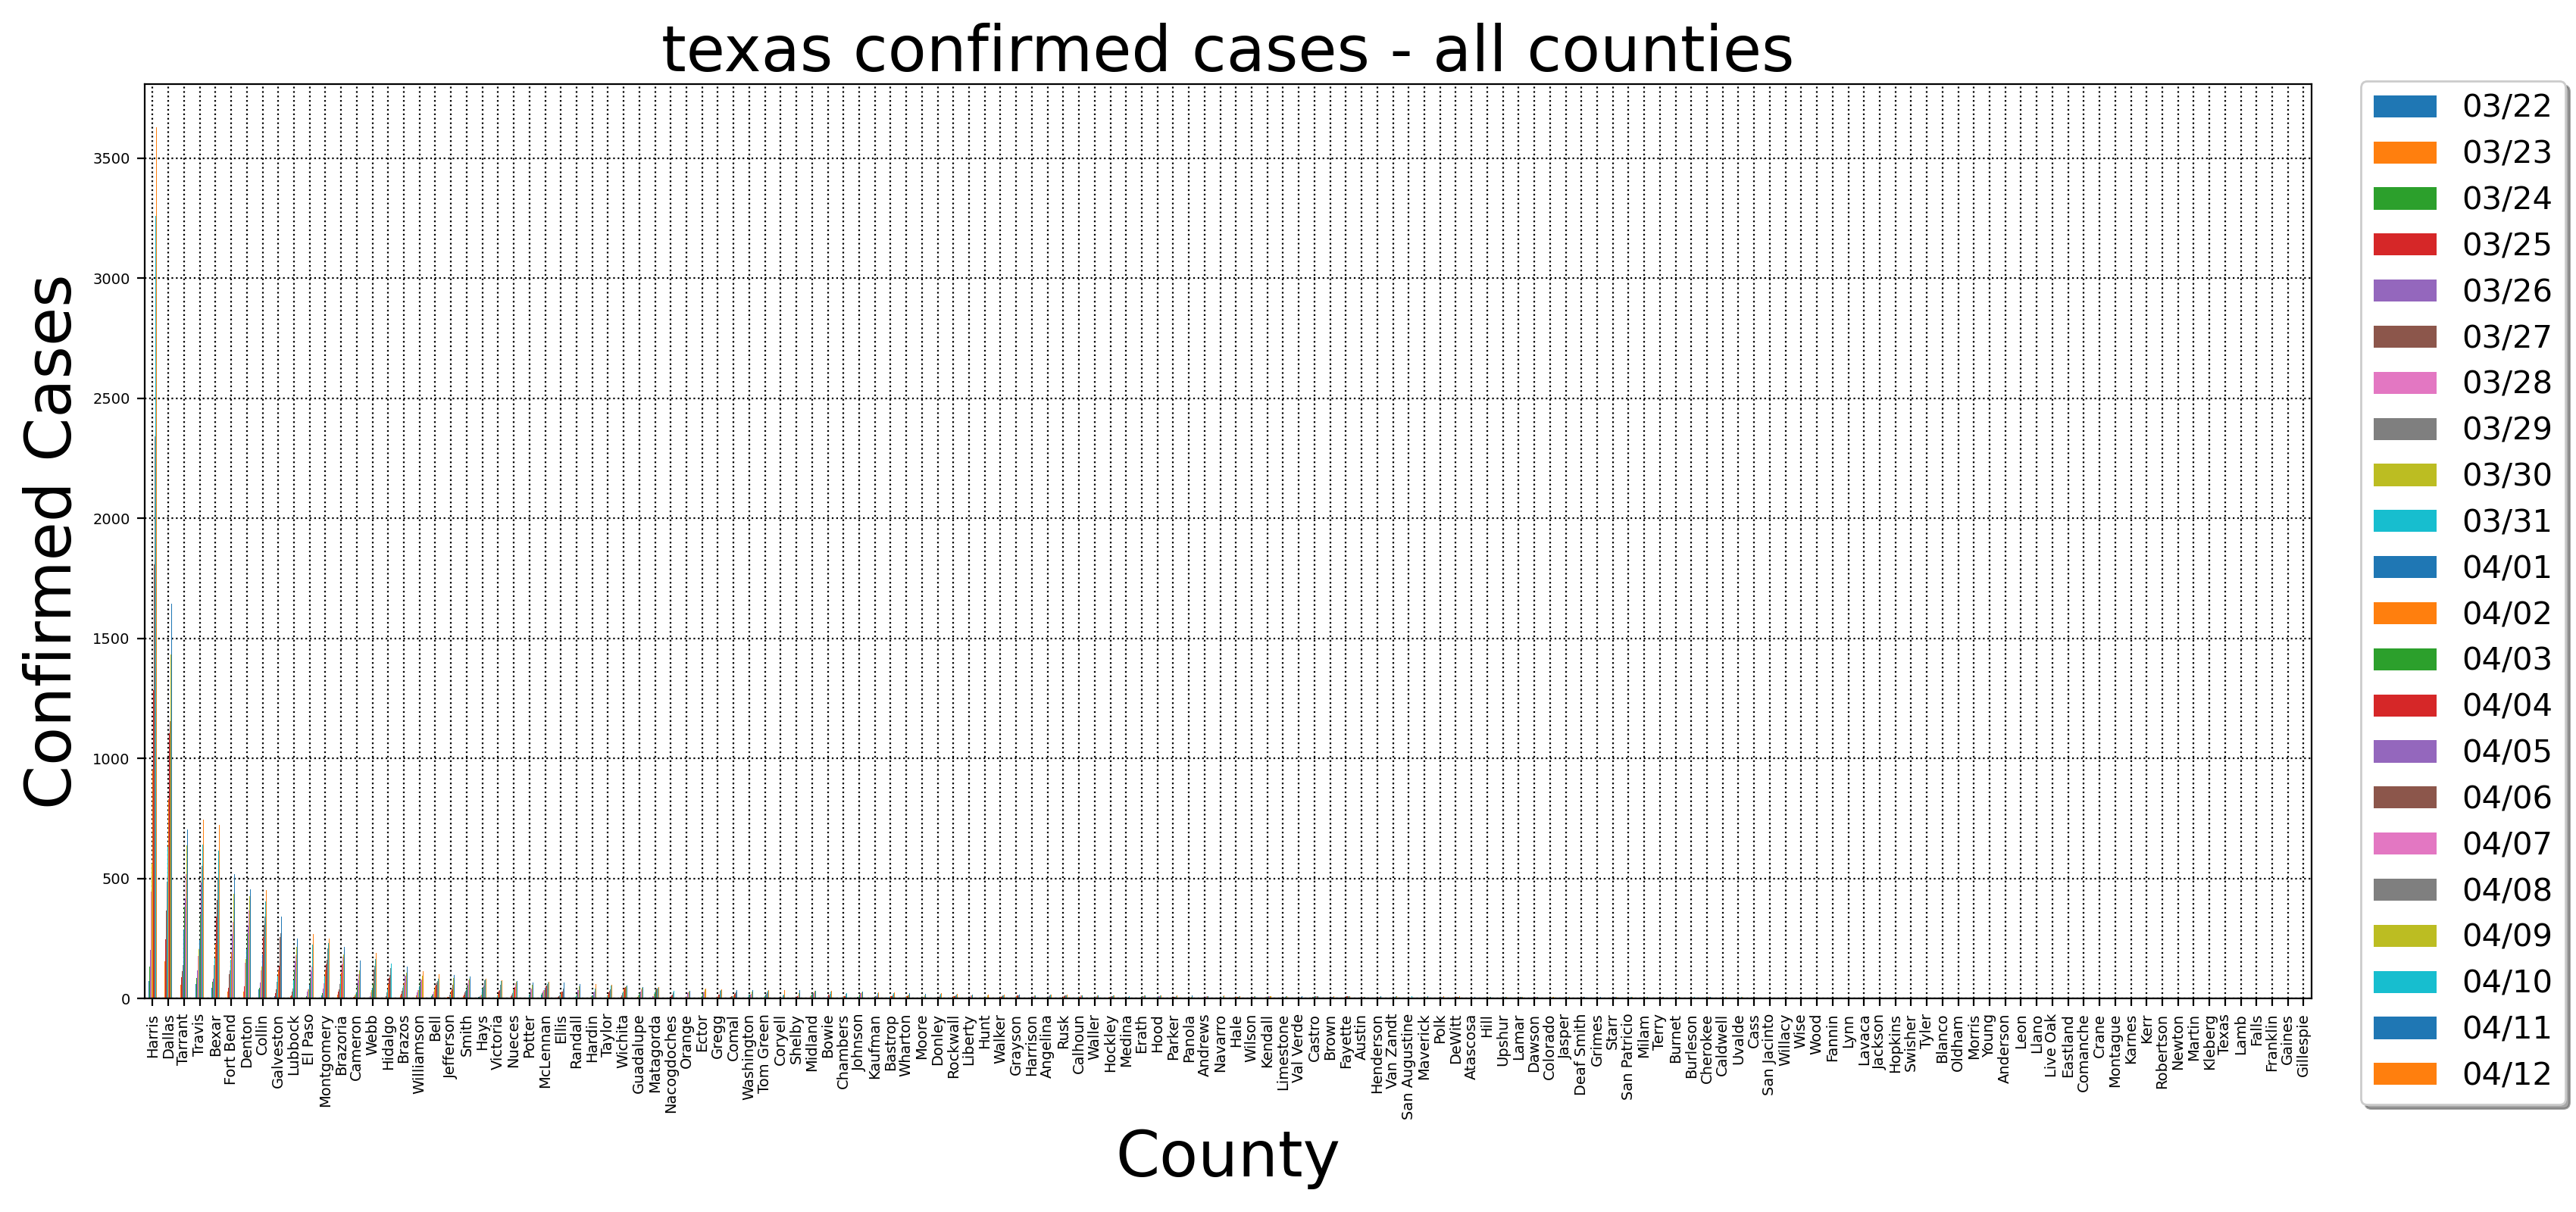 texas confirmed cases - all counties
Confirmed Cases
3500
3000
2500
2000
1500
1000
500
0
Harris
Dallas
Tarrant
Travis
Bexar
Fort Bend
Denton
Collin
Galveston
Lubbock
El Paso
Montgomery
Brazoria
Cameron
Webb
Hidalgo
Brazos
Williamson
Bell
Jefferson
Smith
Hays
Victoria
Nueces
Potter
McLennan
Ellis
Randall
Hardin
Taylor
Wichita
Guadalupe
Matagorda
Nacogdoches
Orange
Ector
Gregg
Comal
Washington
Tom Green
Coryell
Shelby
Midland
Bowie
Chambers
Johnson
Kaufman
Bastrop
Wharton
Moore
Donley
Rockwall
Liberty
Hunt
Walker
Grayson
Harrison
Angelina
Rusk
Calhoun
Waller
Hockley
Medina
Erath
Hood
Parker
Panola
Andrews
Navarro
Hale
Wilson
Kendall
Limestone
Val Verde
Castro
Brown
Fayette
Austin
Henderson
Van Zandt
San Augustine
Maverick
Polk
DeWitt
Atascosa
Hill
Upshur
Lamar
Dawson
Colorado
Jasper
Deaf Smith
Grimes
Starr
San Patricio
Milam
Terry
Burnet
Burleson
Cherokee
Caldwell
Uvalde
Cass
San Jacinto
Willacy
Wise
Wood
Fannin
Lynn
Lavaca
Jackson
Hopkins
Swisher
Tyler
Blanco
Oldham
Morris
Young
Anderson
Leon
Llano
Live Oak
Eastland
Comanche
Crane
Montague
Karnes
Kerr
Robertson
Newton
Martin
Kleberg
Texas
Lamb
Falls
Franklin
Gaines
Gillespie
County
03/22
03/23
03/24
03/25
03/26
03/27
03/28
03/29
03/30
03/31
04/01
04/02
04/03
04/04
04/05
04/06
04/07
04/08
04/09
04/10
04/11
04/12